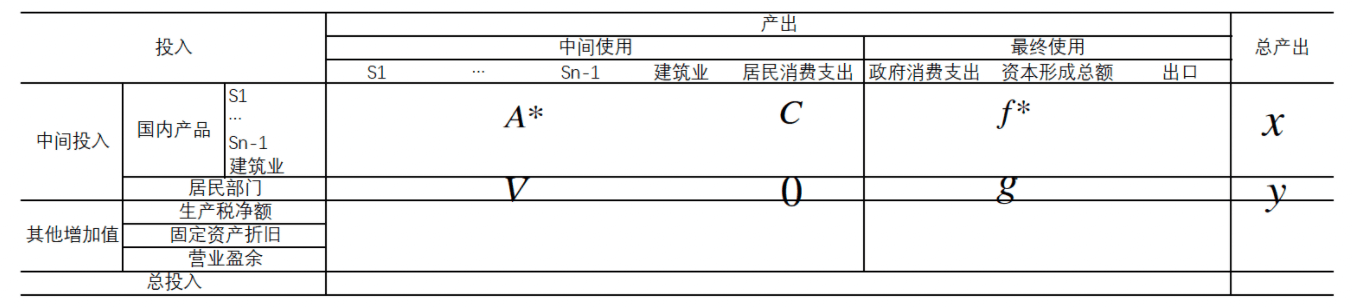 产出
投入 中间使用 最终使用 总产出
S1 … Sn-1 建筑业 居民消费支出 政府消费支出 资本形成总额 出口
中间投入 国内产品 S1 A* C f* x
…
Sn-1
建筑业
居民部门 V 0 g y
其他增加值 生产税净额
固定资产折旧
营业盈余
总投入